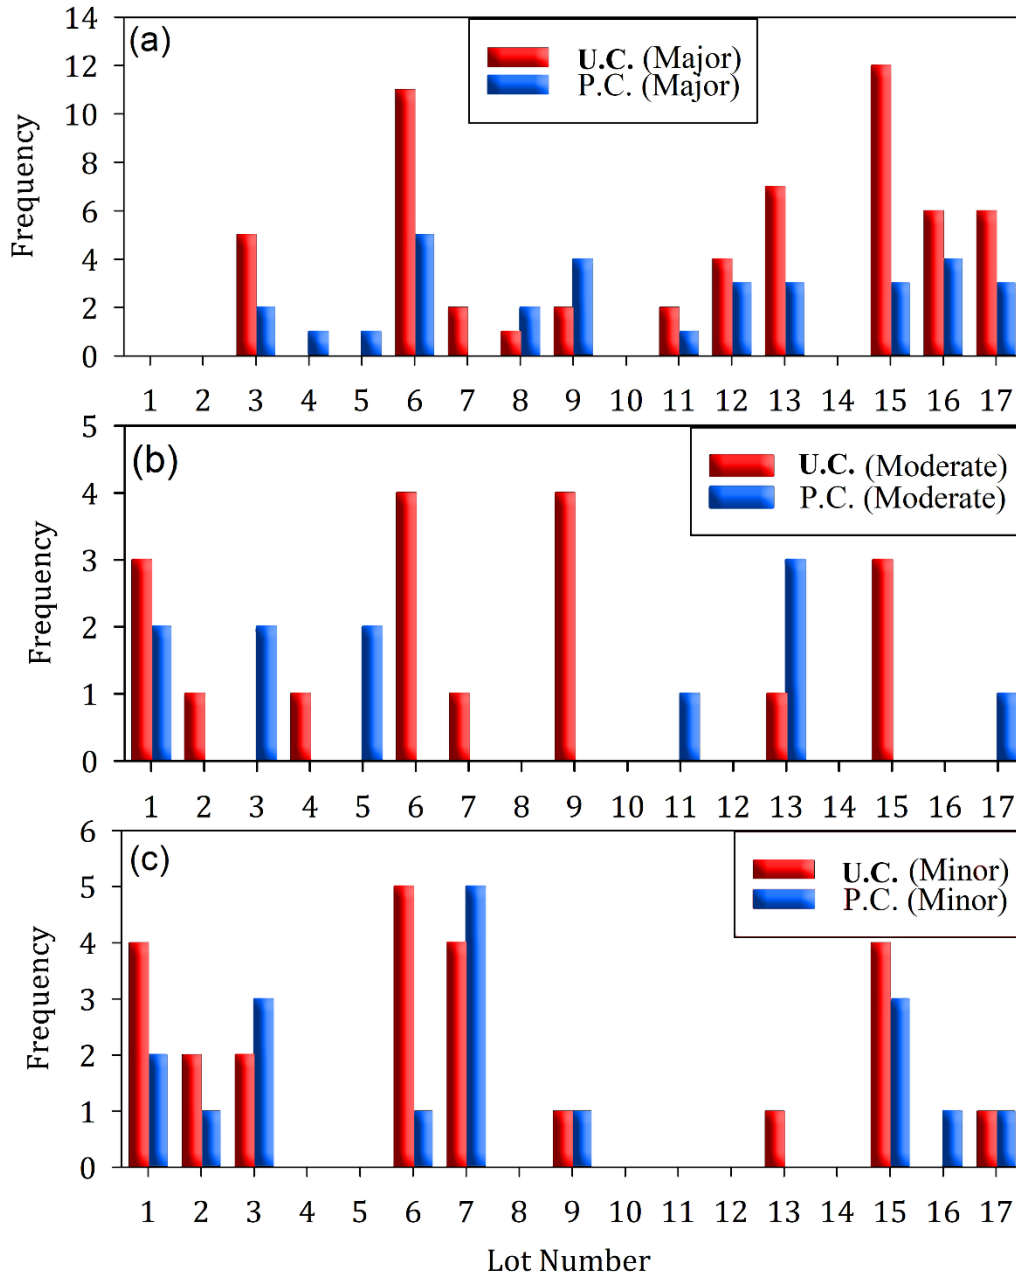 (a)
U.C. (Major)
P.C. (Major)
Frequency
14
12
10
8
6
4
2
0
1 2 3 4 5 6 7 8 9 10 11 12 13 14 15 16 17
(b)
U.C. (Moderate)
P.C. (Moderate)
Frequency
5
4
3
2
1
0
1 2 3 4 5 6 7 8 9 10 11 12 13 14 15 16 17
(c)
U.C. (Minor)
P.C. (Minor)
Frequency
6
5
4
3
2
1
0
1 2 3 4 5 6 7 8 9 10 11 12 13 14 15 16 17
Lot Number